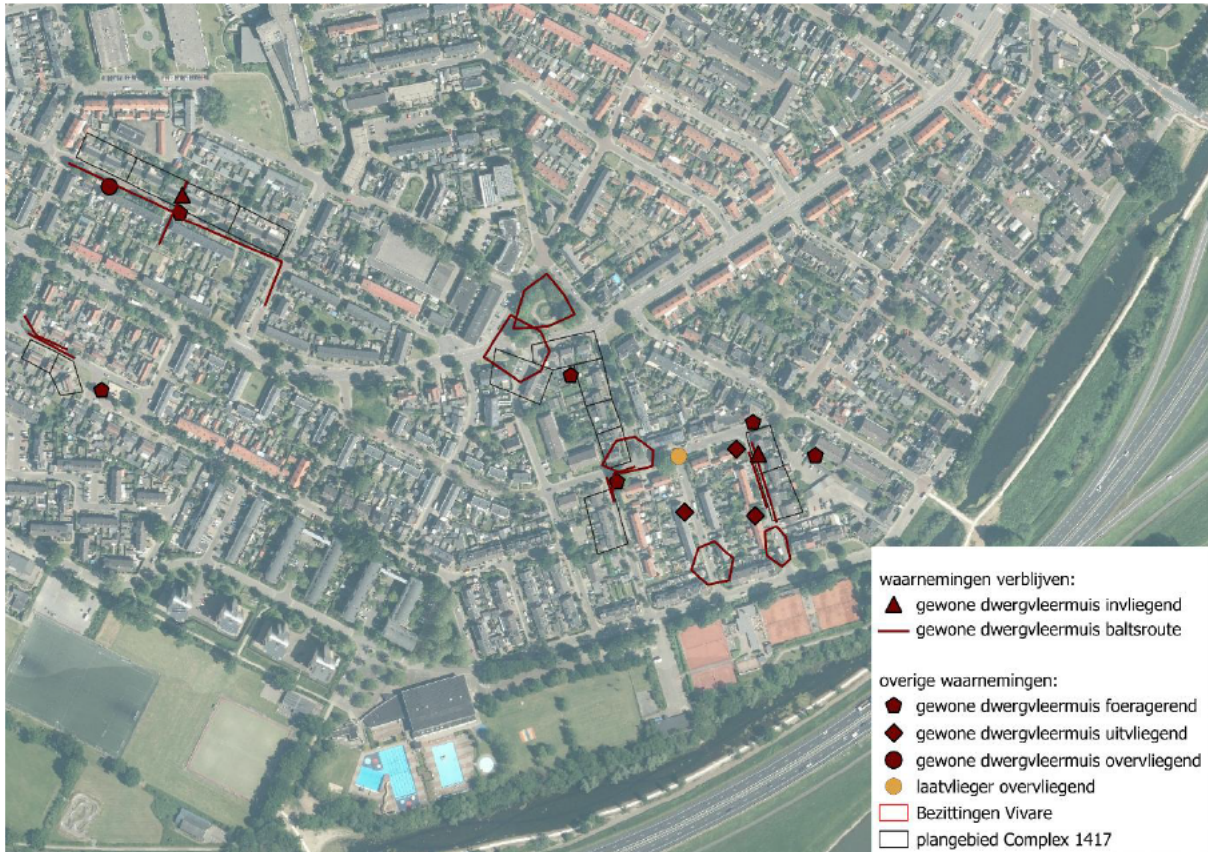 waarnemingen verblijven:
gewone dwergvleermuis invliegend
gewone dwergvleermuis baltsroute
overige waarnemingen:
gewone dwergvleermuis foeragerend
gewone dwergvleermuis uitvliegend
gewone dwergvleermuis overvliegend
laatvlieger overvliegend
Bezittingen Vivare
plangebied Complex 1417